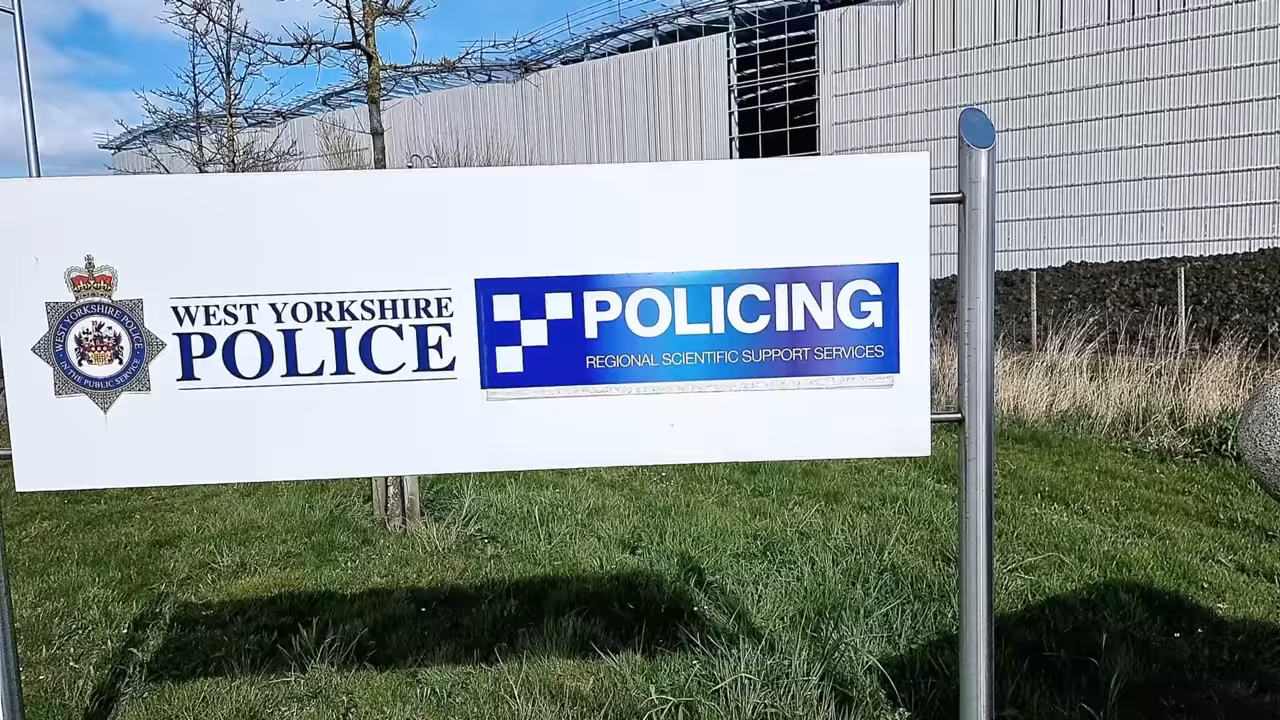 WEST YORKSHIRE POLICE
IN THE PUBLIC SERVICE
WEST YORKSHIRE
POLICE
POLICING
REGIONAL SCIENTIFIC SUPPORT SERVICES